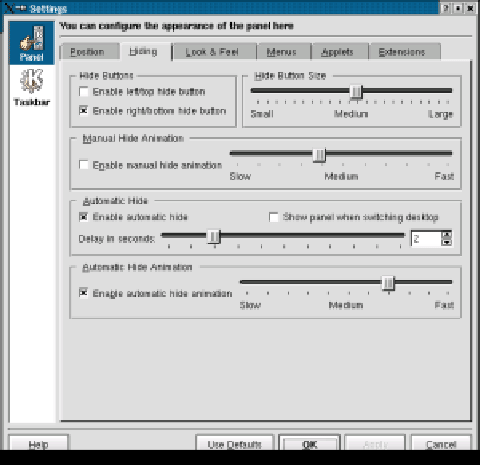 Settings
You can configure the appearance of the panel here
Panel
Taskbar
Position Hiding Look & Feel Menus Applets Extensions
Hide Buttons
Enable left/top hide button
Enable right/bottom hide button
Hide Button Size
Small Medium Large
Manual Hide Animation
Enable manual hide animation
Slow Medium Fast
Automatic Hide
Enable automatic hide Show panel when switching desktop
Delay in seconds: 2
Automatic Hide Animation
Enable automatic hide animation
Slow Medium Fast
Help Use Defaults OK Apply Cancel